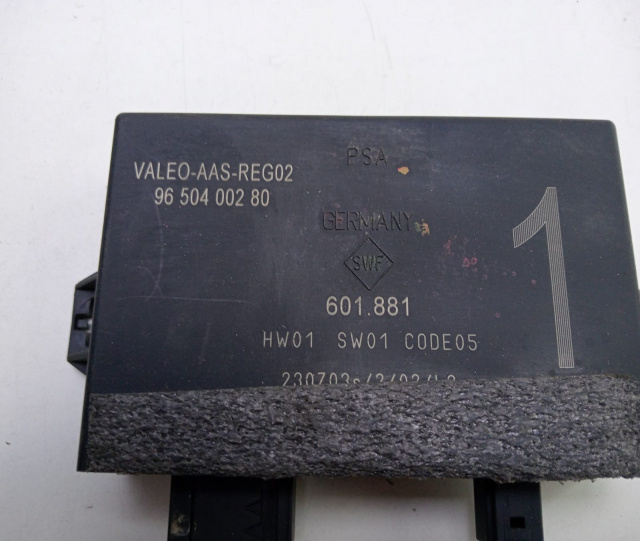 PSA
VALEO-AAS-REG02
96 504 002 80
GERMANY
SWF
601.881
1
HW01 SW01 CODE05